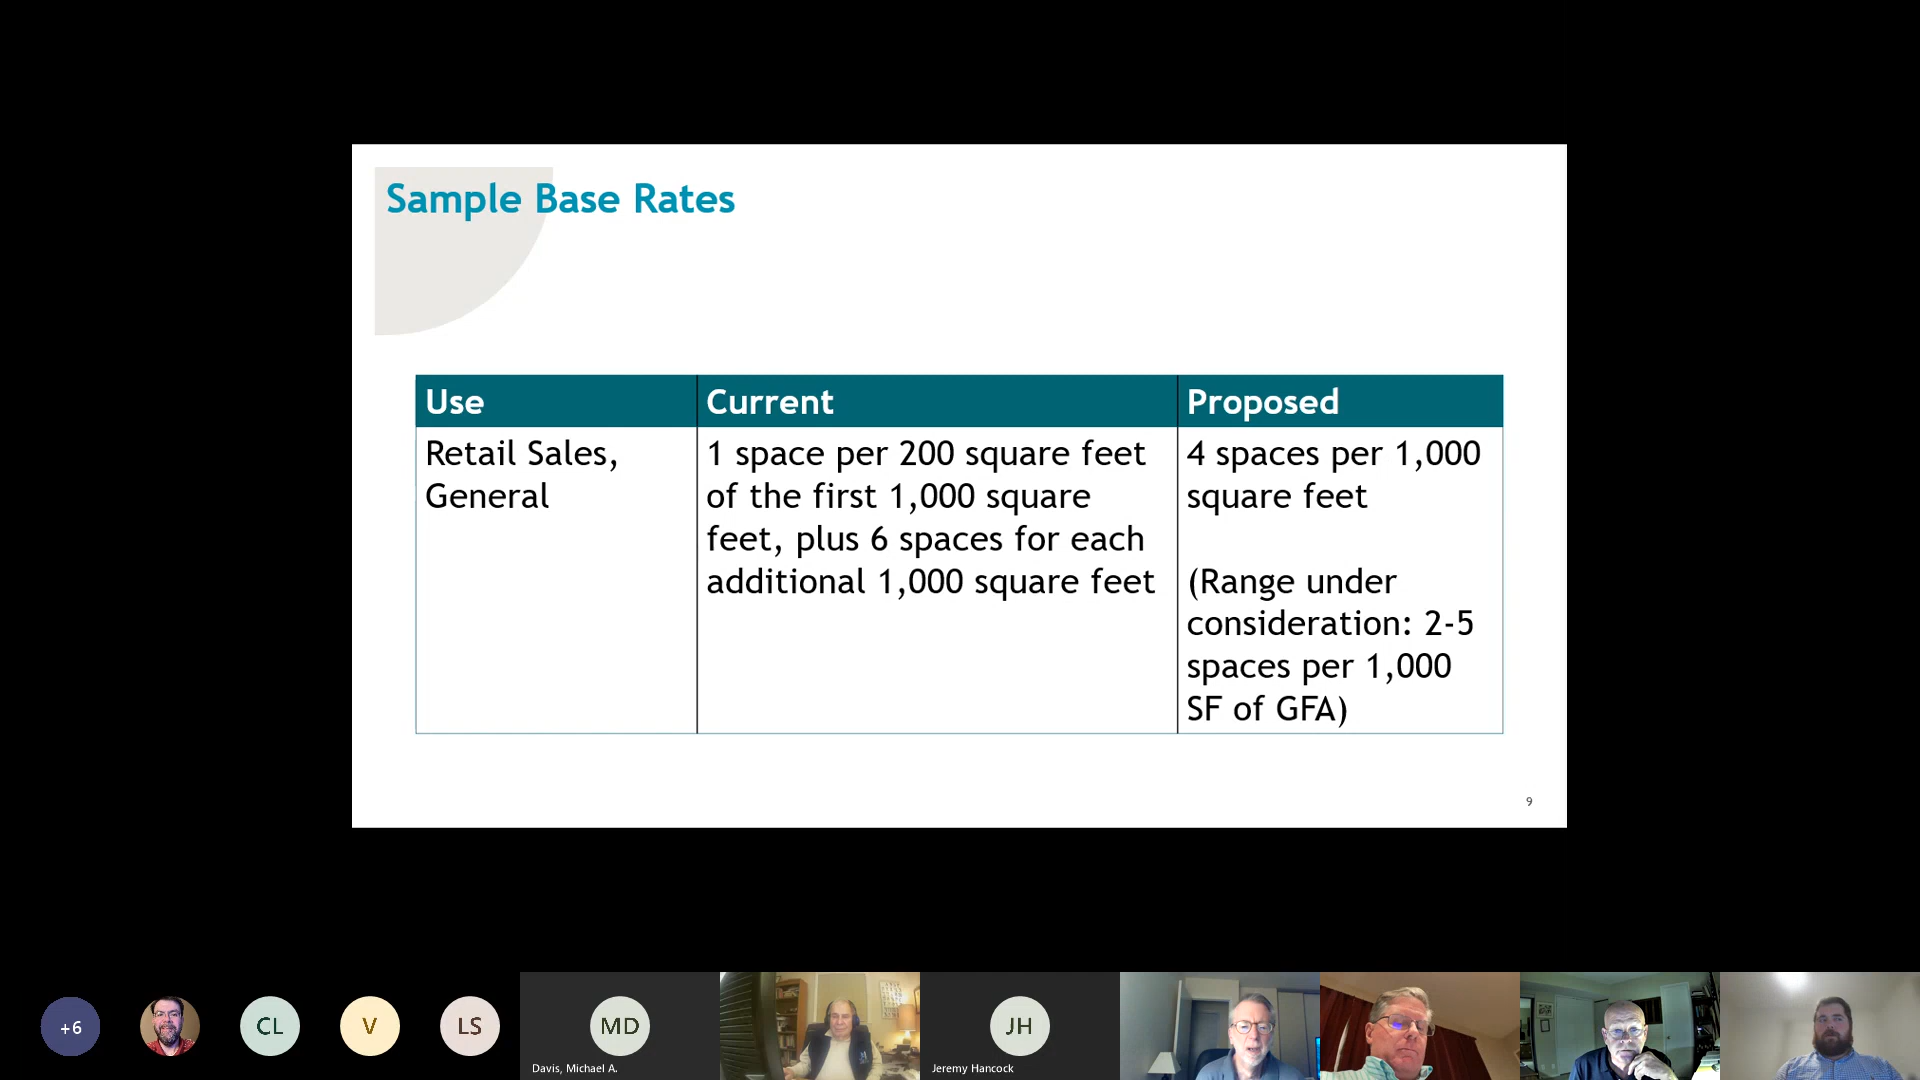 Sample Base Rates
Use
Current
Proposed
Retail Sales,
General
1 space per 200 square feet
of the first 1,000 square
feet, plus 6 spaces for each
additional 1,000 square feet
4 spaces per 1,000
square feet
(Range under
consideration: 2-5
spaces per 1,000
SF of GFA)
9
+6
CL
V
LS
MD
Davis, Michael A.
JH
Jeremy Hancock